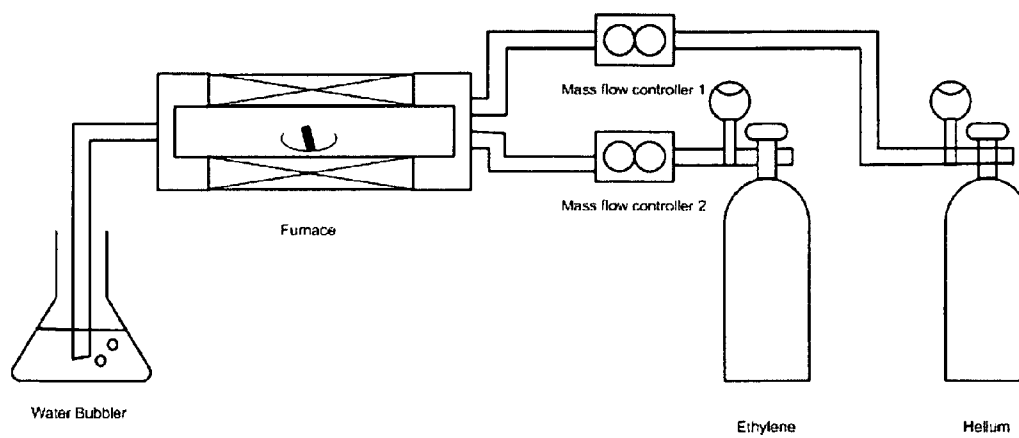 Mass flow controller 1
Mass flow controller 2
Furnace
Water Bubbler
Ethylene
Helium